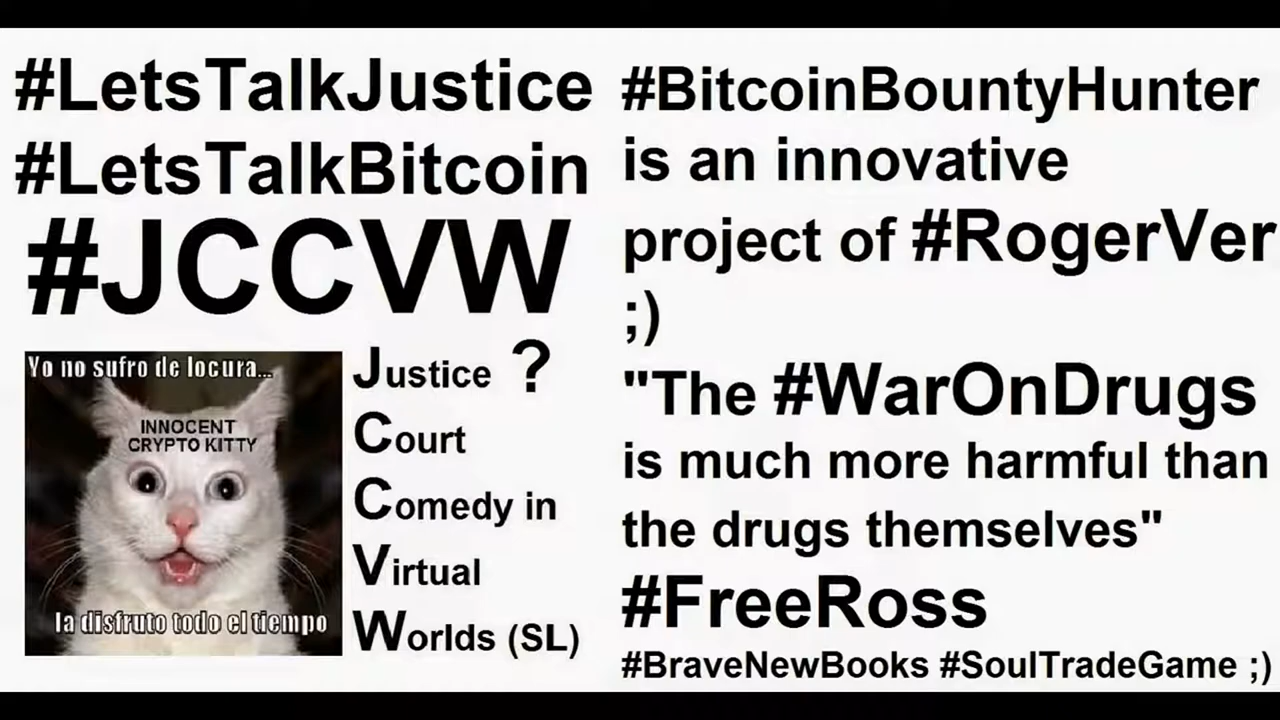 #LetsTalkJustice
#LetsTalkBitcoin
#JCCVW
Yo no sufro de locura...
INNOCENT
CRYPTO KITTY
la disfruto todo el tiempo
Justice ?
Court
Comedy in
Virtual
Worlds (SL)
#BitcoinBountyHunter
is an innovative
project of #RogerVer
;)
"The #WarOnDrugs
is much more harmful than
the drugs themselves"
#FreeRoss
#BraveNewBooks #SoulTradeGame ;)